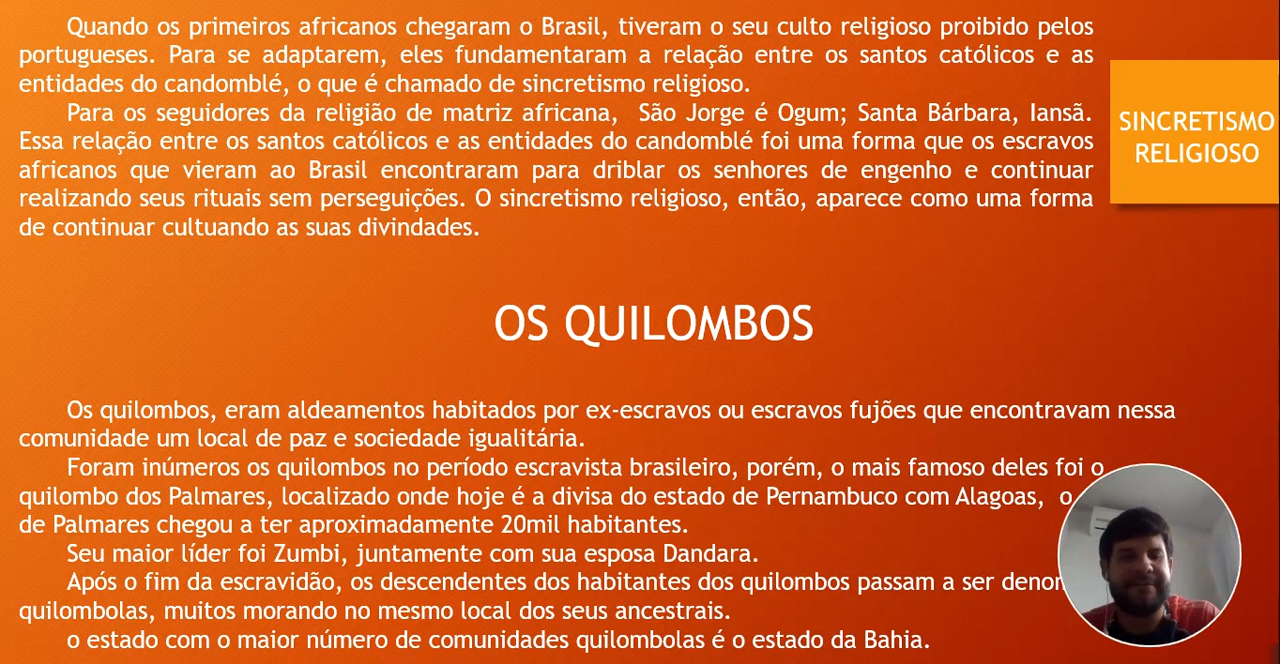 Quando os primeiros africanos chegaram o Brasil, tiveram o seu culto religioso proibido pelos
portugueses. Para se adaptarem, eles fundamentaram a relação entre os santos católicos e as
entidades do candomblé, o que é chamado de sincretismo religioso.
Para os seguidores da religião de matriz africana, São Jorge é Ogum; Santa Bárbara, Iansã.
Essa relação entre os santos católicos e as entidades do candomblé foi uma forma que os escravos
africanos que vieram ao Brasil encontraram para driblar os senhores de engenho e continuar
realizando seus rituais sem perseguições. O sincretismo religioso, então, aparece como uma forma
de continuar cultuando as suas divindades.
SINCRETISMO
RELIGIOSO
OS QUILOMBOS
Os quilombos, eram aldeamentos habitados por ex-escravos ou escravos fujões que encontravam nessa
comunidade um local de paz e sociedade igualitária.
Foram inúmeros os quilombos no período escravista brasileiro, porém, o mais famoso deles foi o
quilombo dos Palmares, localizado onde hoje é a divisa do estado de Pernambuco com Alagoas, o
de Palmares chegou a ter aproximadamente 20mil habitantes.
Seu maior líder foi Zumbi, juntamente com sua esposa Dandara.
Após o fim da escravidão, os descendentes dos habitantes dos quilombos passam a ser
quilombolas, muitos morando no mesmo local dos seus ancestrais.
o estado com o maior número de comunidades quilombolas é o estado da Bahia.